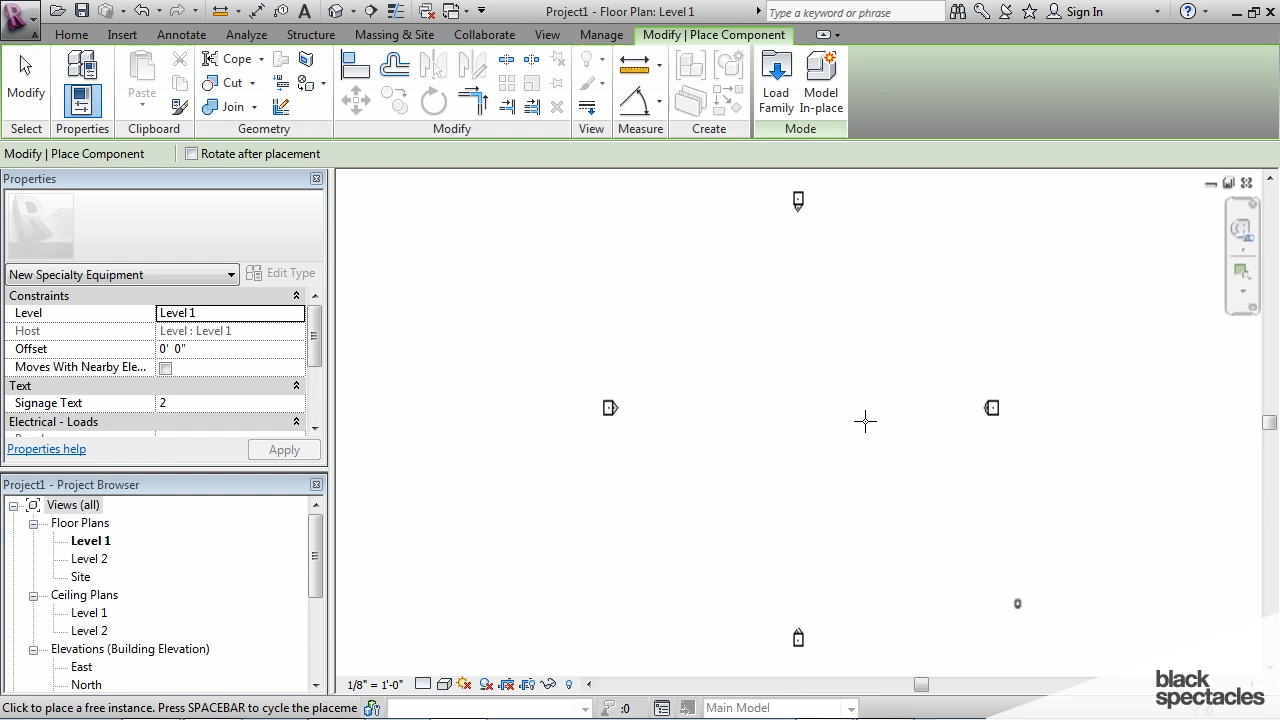 Project1 - Floor Plan: Level 1
Type a keyword or phrase
Sign In
Home Insert Annotate Analyze Structure Massing & Site Collaborate View Manage Modify | Place Component
Modify
Cope
Cut
Join
Paste
Load Family
Model In-place
Select Properties Clipboard Geometry Modify View Measure Create Mode
Modify | Place Component Rotate after placement
Properties
New Specialty Equipment Edit Type
Constraints
Level Level 1
Host Level : Level 1
Offset 0' 0"
Moves With Nearby Ele...
Text
Signage Text 2
Electrical - Loads
Properties help Apply
Project1 - Project Browser
Views (all)
Floor Plans
Level 1
Level 2
Site
Ceiling Plans
Level 1
Level 2
Elevations (Building Elevation)
East
North
1/8" = 1'-0"
Click to place a free instance. Press SPACEBAR to cycle the placeme
:0
Main Model
black
spectacles